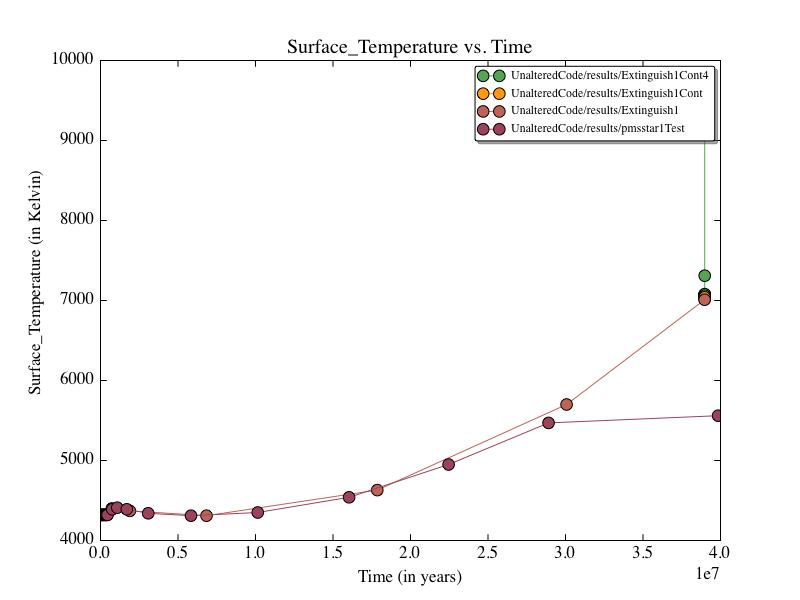 Surface_Temperature vs. Time
10000
9000
8000
7000
6000
5000
4000
Surface_Temperature (in Kelvin)
UnalteredCode/results/Extinguish1Cont4
UnalteredCode/results/Extinguish1Cont
UnalteredCode/results/Extinguish1
UnalteredCode/results/pmsstar1Test
0.0 0.5 1.0 1.5 2.0 2.5 3.0 3.5 4.0
1e7
Time (in years)